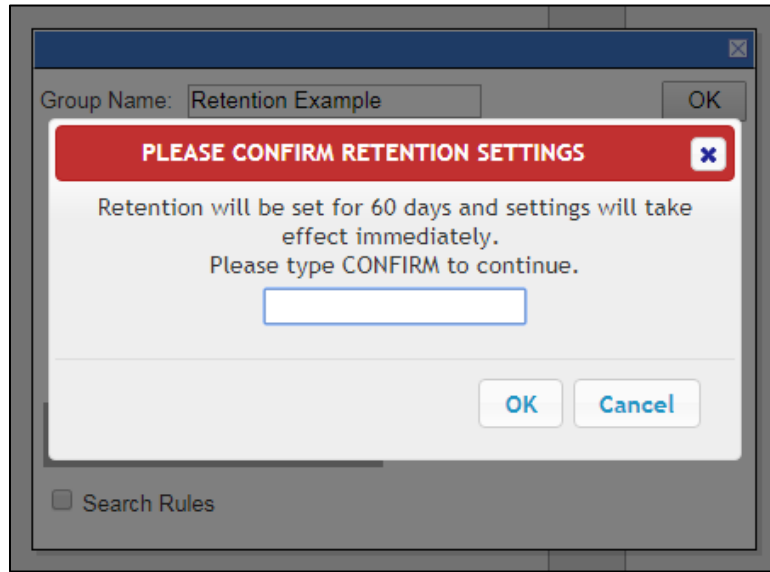 Group Name: Retention Example OK
PLEASE CONFIRM RETENTION SETTINGS
Retention will be set for 60 days and settings will take
effect immediately.
Please type CONFIRM to continue.
OK Cancel
Search Rules